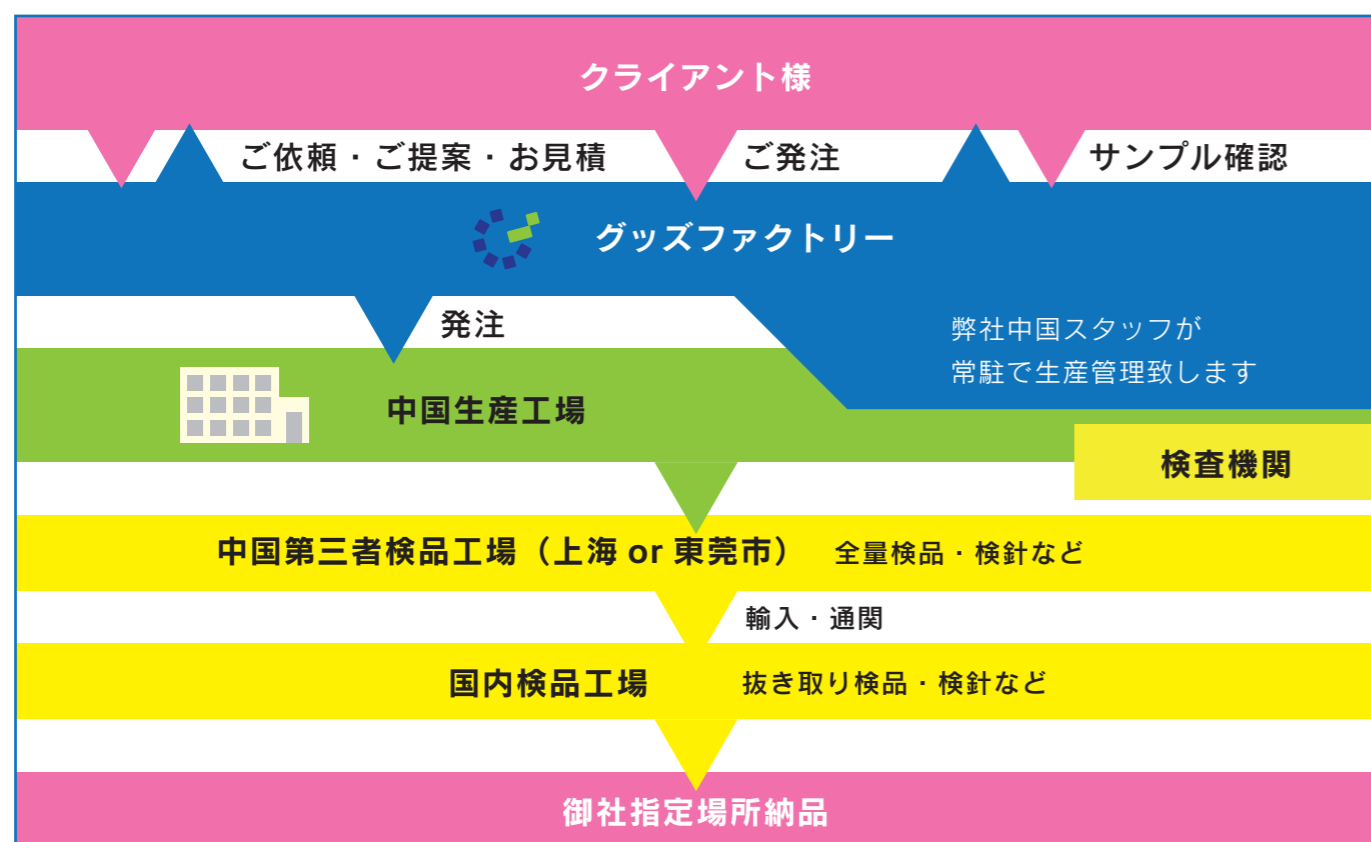 クライアント様
ご依頼・ご提案・お見積
ご発注
サンプル確認
グッズファクトリー
発注
弊社中国スタッフが
常駐で生産管理致します
中国生産工場
検査機関
中国第三者検品工場（上海 or 東莞市） 全量検品・検針など
輸入・通関
国内検品工場 抜き取り検品・検針など
御社指定場所納品